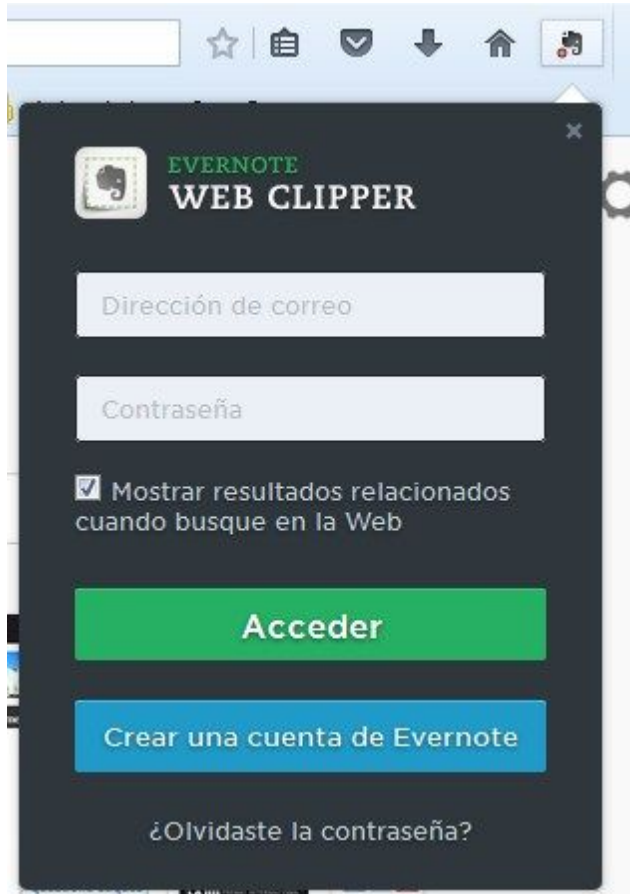 EVERNOTE
WEB CLIPPER
Dirección de correo
Contraseña
Mostrar resultados relacionados
cuando busque en la Web
Acceder
Crear una cuenta de Evernote
¿Olvidaste la contraseña?